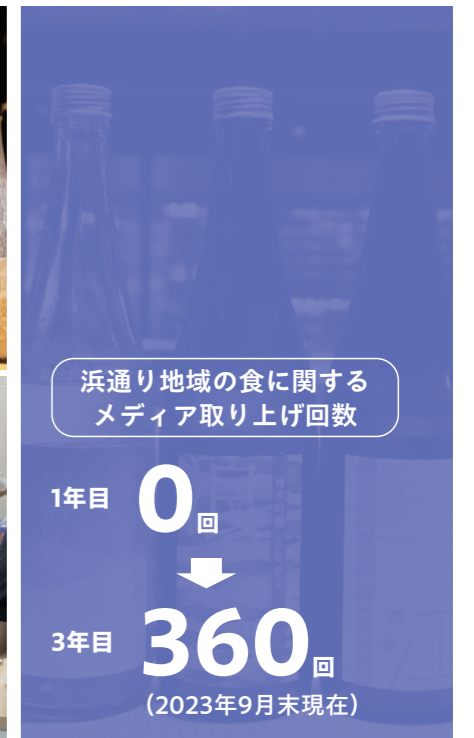 浜通り地域の食に関する
メディア取り上げ回数
1年目 0回
3年目 360回
（2023年9月末現在）